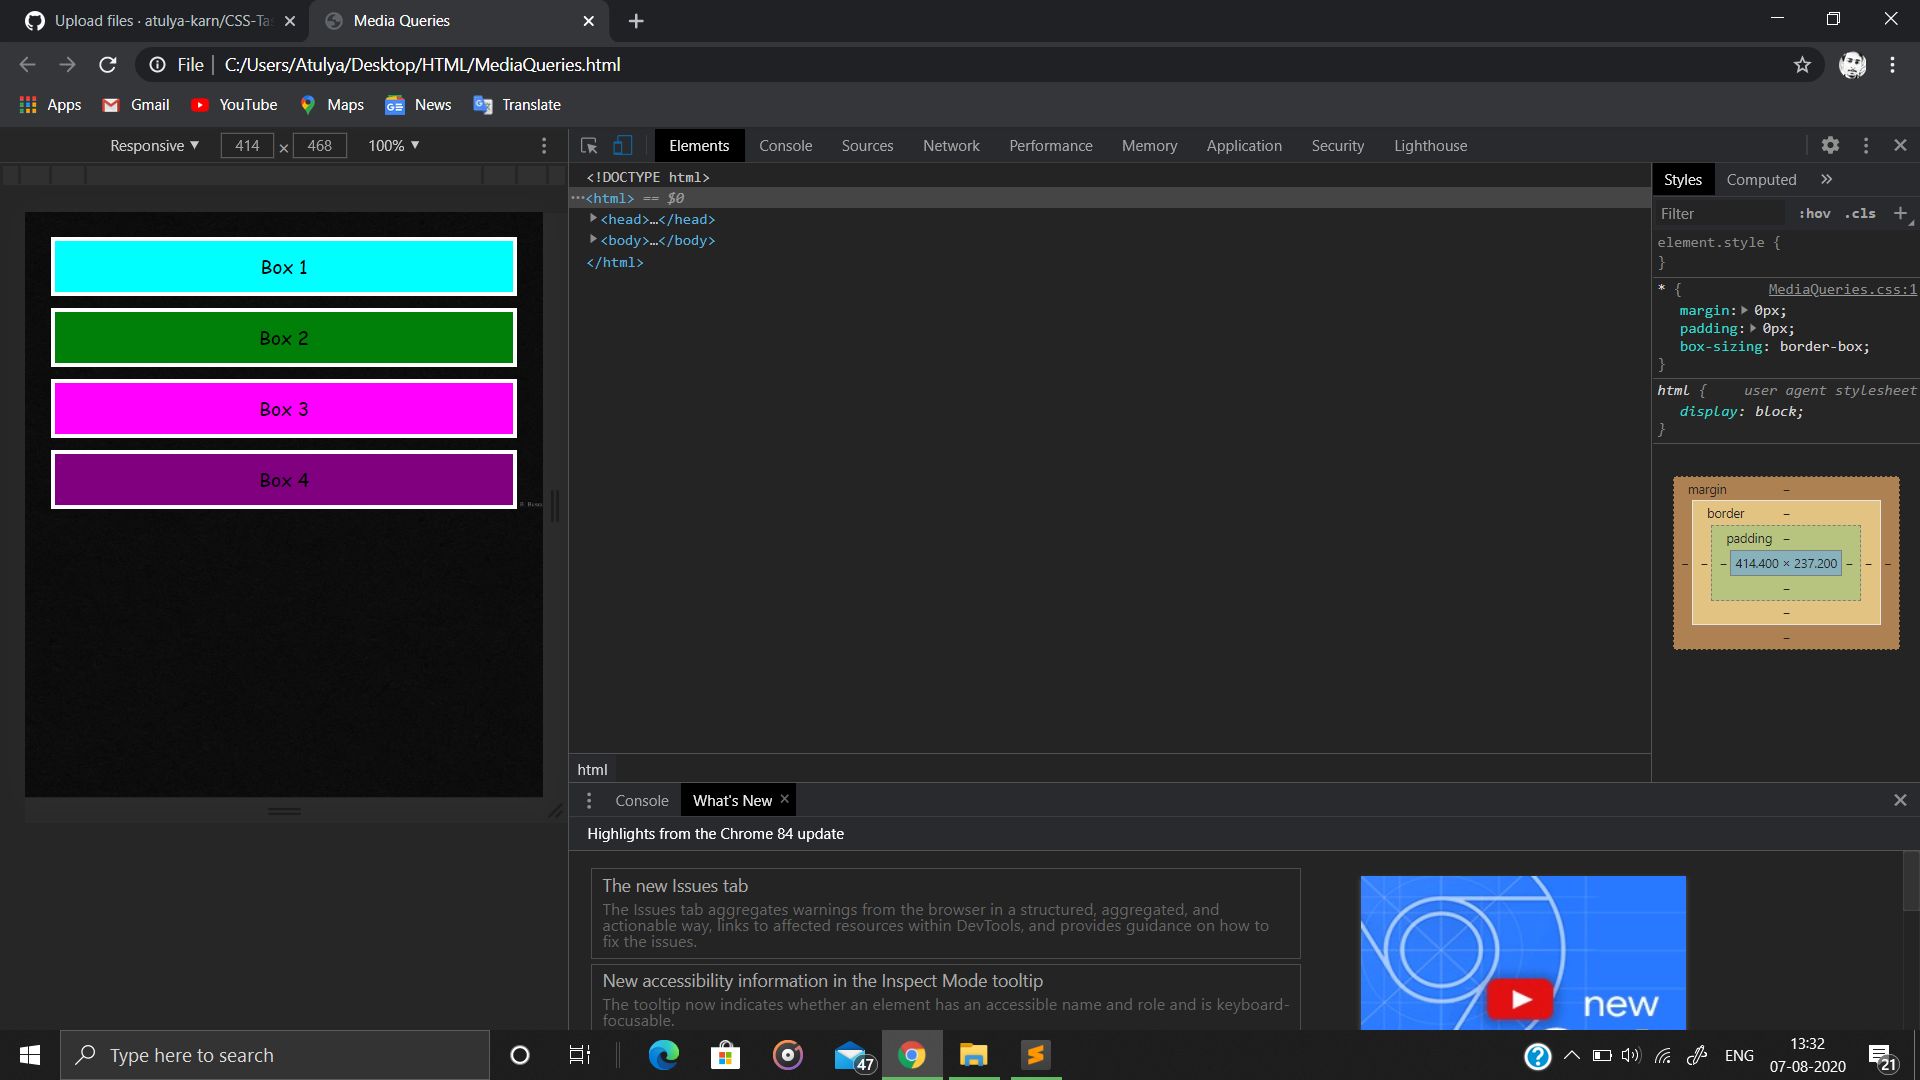 Upload files · atulya-karn/CSS-Ta
Media Queries
File
C:/Users/Atulya/Desktop/HTML/MediaQueries.html
Apps
Gmail
YouTube
Maps
News
Translate
Responsive ▼ 414 × 468 100% ▼
Elements Console Sources Network Performance Memory Application Security Lighthouse
Box 1
Box 2
Box 3
Box 4
<!DOCTYPE html>
···<html> == $0
<head>…</head>
<body>…</body>
</html>
html
Styles Computed »
Filter :hov .cls +
element.style {
}
* { MediaQueries.css:1
margin: 0px;
padding: 0px;
box-sizing: border-box;
}
html { user agent stylesheet
display: block;
}
margin –
border –
padding –
– – – 414.400 × 237.200 – – –
–
–
–
Console What's New ×
Highlights from the Chrome 84 update
The new Issues tab
The Issues tab aggregates warnings from the browser in a structured, aggregated, and
actionable way, links to affected resources within DevTools, and provides guidance on how to
fix the issues.
New accessibility information in the Inspect Mode tooltip
The tooltip now indicates whether an element has an accessible name and role and is keyboard-
focusable.
new
Type here to search
47
ENG
13:32
07-08-2020
21